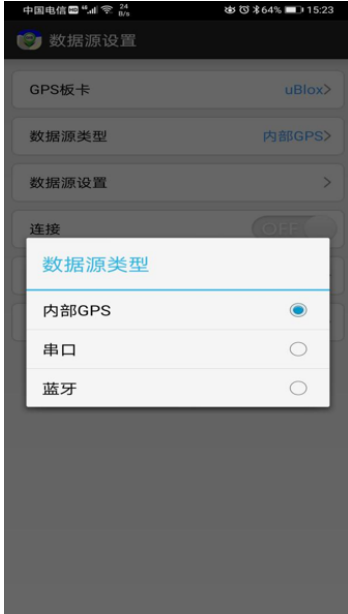 中国电信 HD 4G 24 B/s 64% 15:23
数据源设置
GPS板卡 uBlox>
数据源类型 内部GPS>
数据源设置 >
连接 OFF
数据源类型
内部GPS
串口
蓝牙